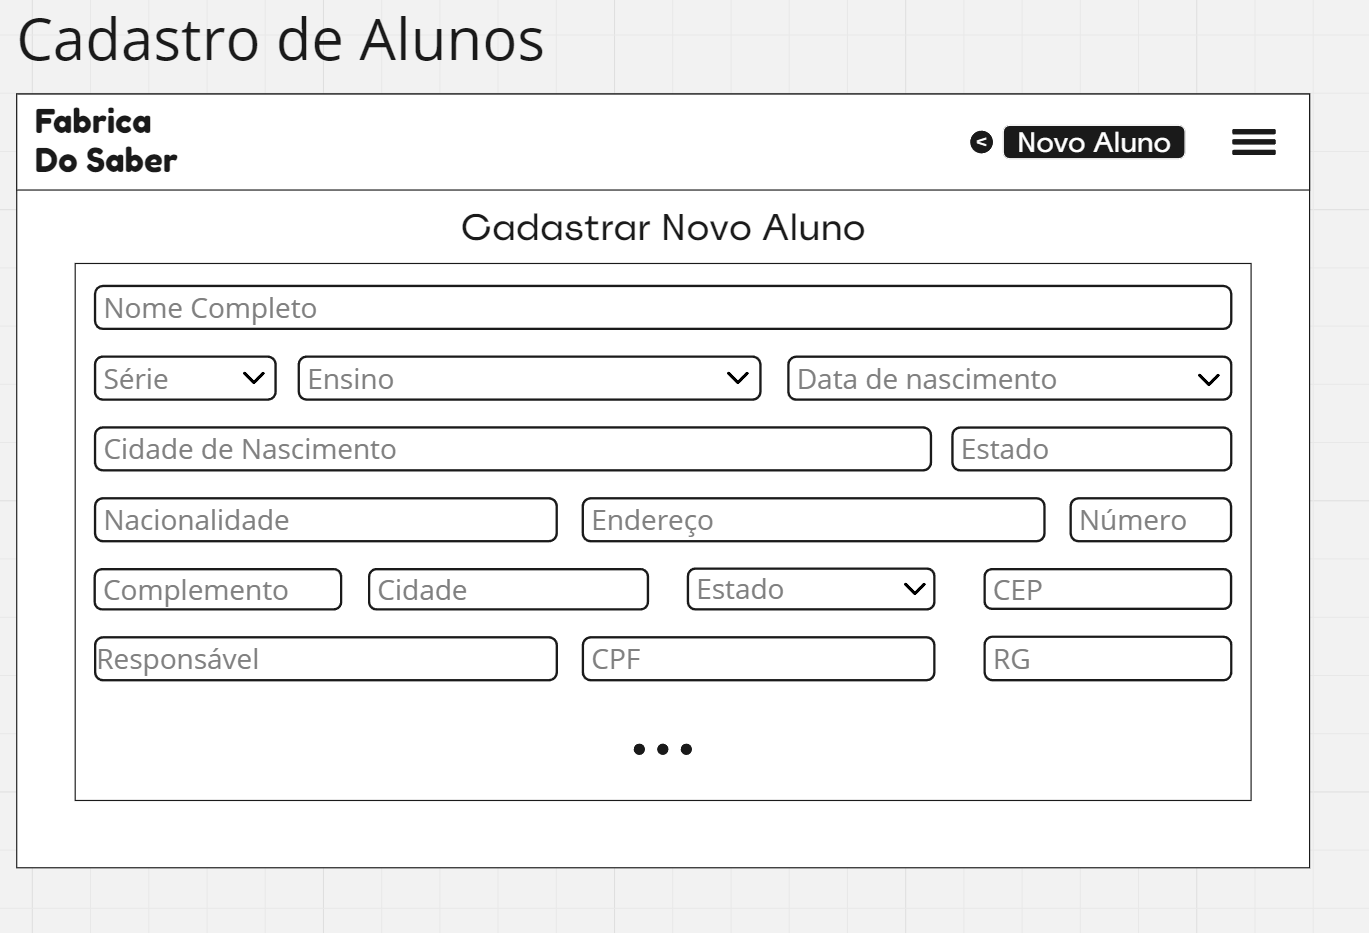 Cadastro de Alunos
Fabrica
Do Saber
< Novo Aluno
Cadastrar Novo Aluno
Nome Completo
Série Ensino Data de nascimento
Cidade de Nascimento Estado
Nacionalidade Endereço Número
Complemento Cidade Estado CEP
Responsável CPF RG